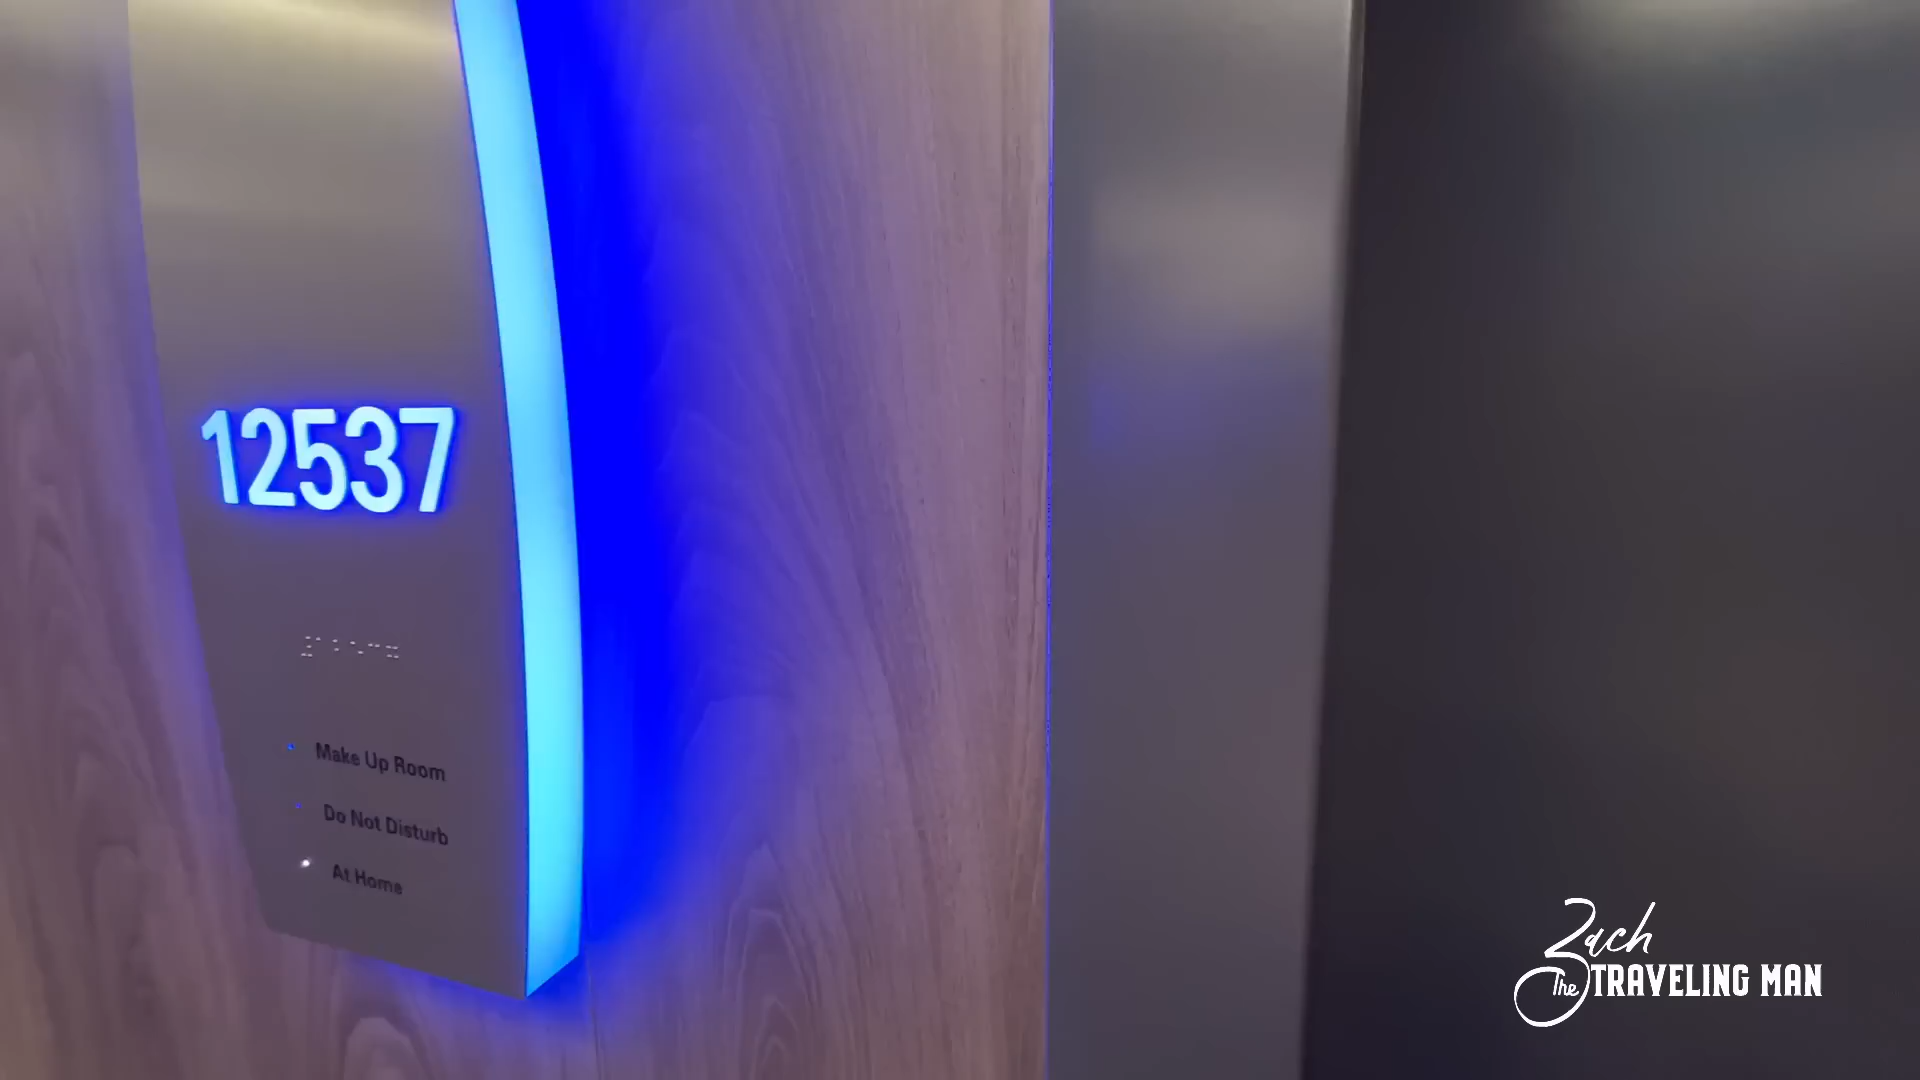 12537
Make Up Room
Do Not Disturb
At Home
Zach
The TRAVELING MAN